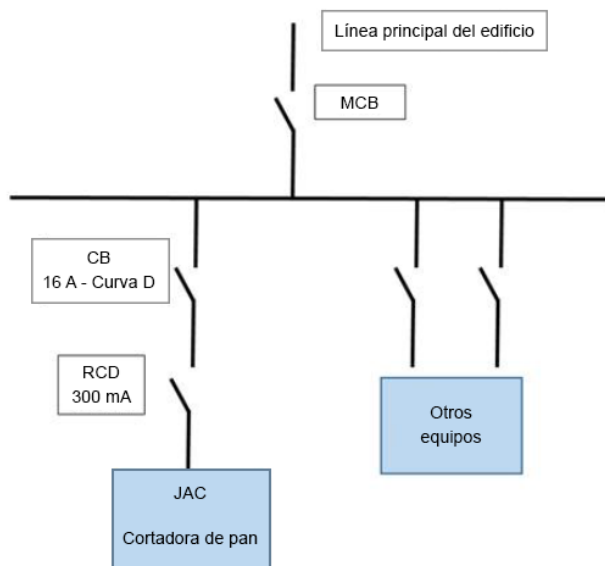 Línea principal del edificio
MCB
CB
16 A - Curva D
RCD
300 mA
Otros
equipos
JAC
Cortadora de pan